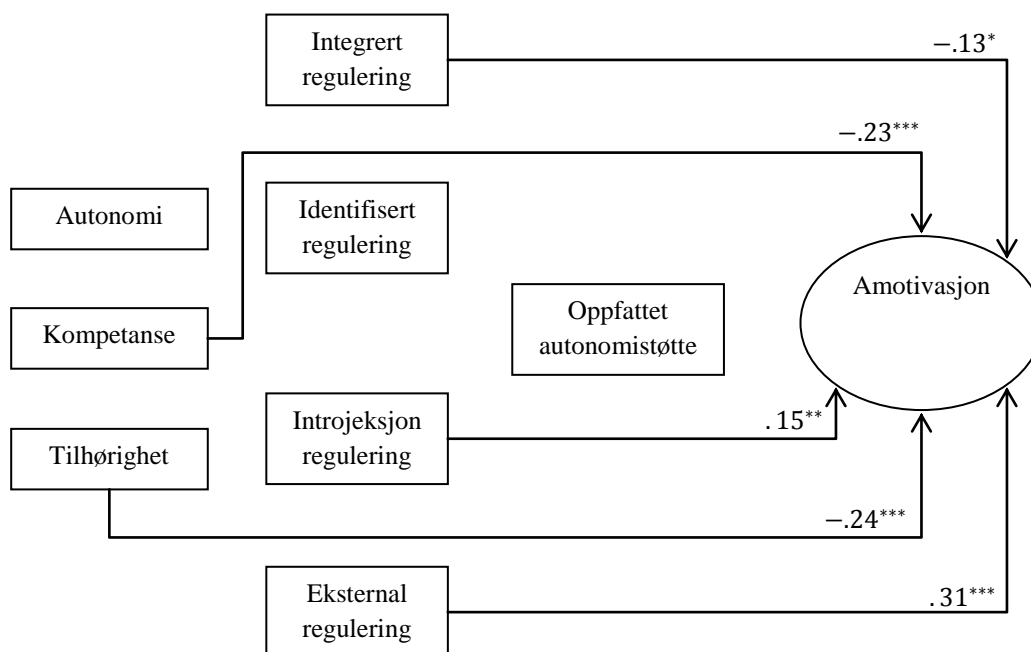 Integrert
regulering
−.13*
−.23***
Autonomi
Identifisert
regulering
Amotivasjon
Kompetanse
Oppfattet
autonomistøtte
Introjeksjon
regulering
.15**
Tilhørighet
−.24***
Eksternal
regulering
.31***